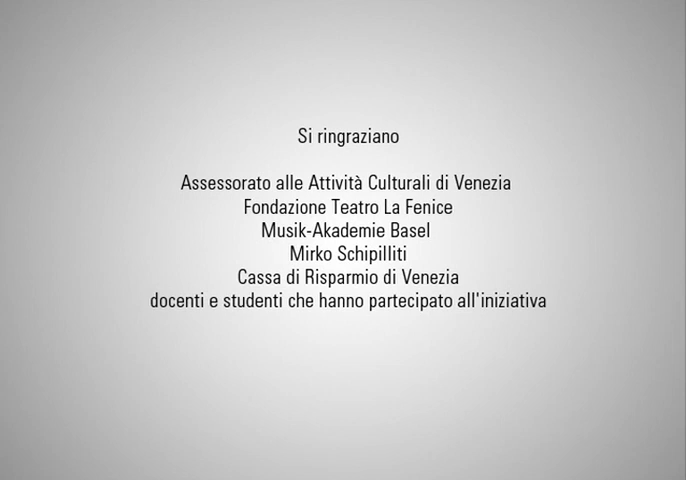 Si ringraziano
Assessorato alle Attività Culturali di Venezia
Fondazione Teatro La Fenice
Musik-Akademie Basel
Mirko Schipilliti
Cassa di Risparmio di Venezia
docenti e studenti che hanno partecipato all'iniziativa